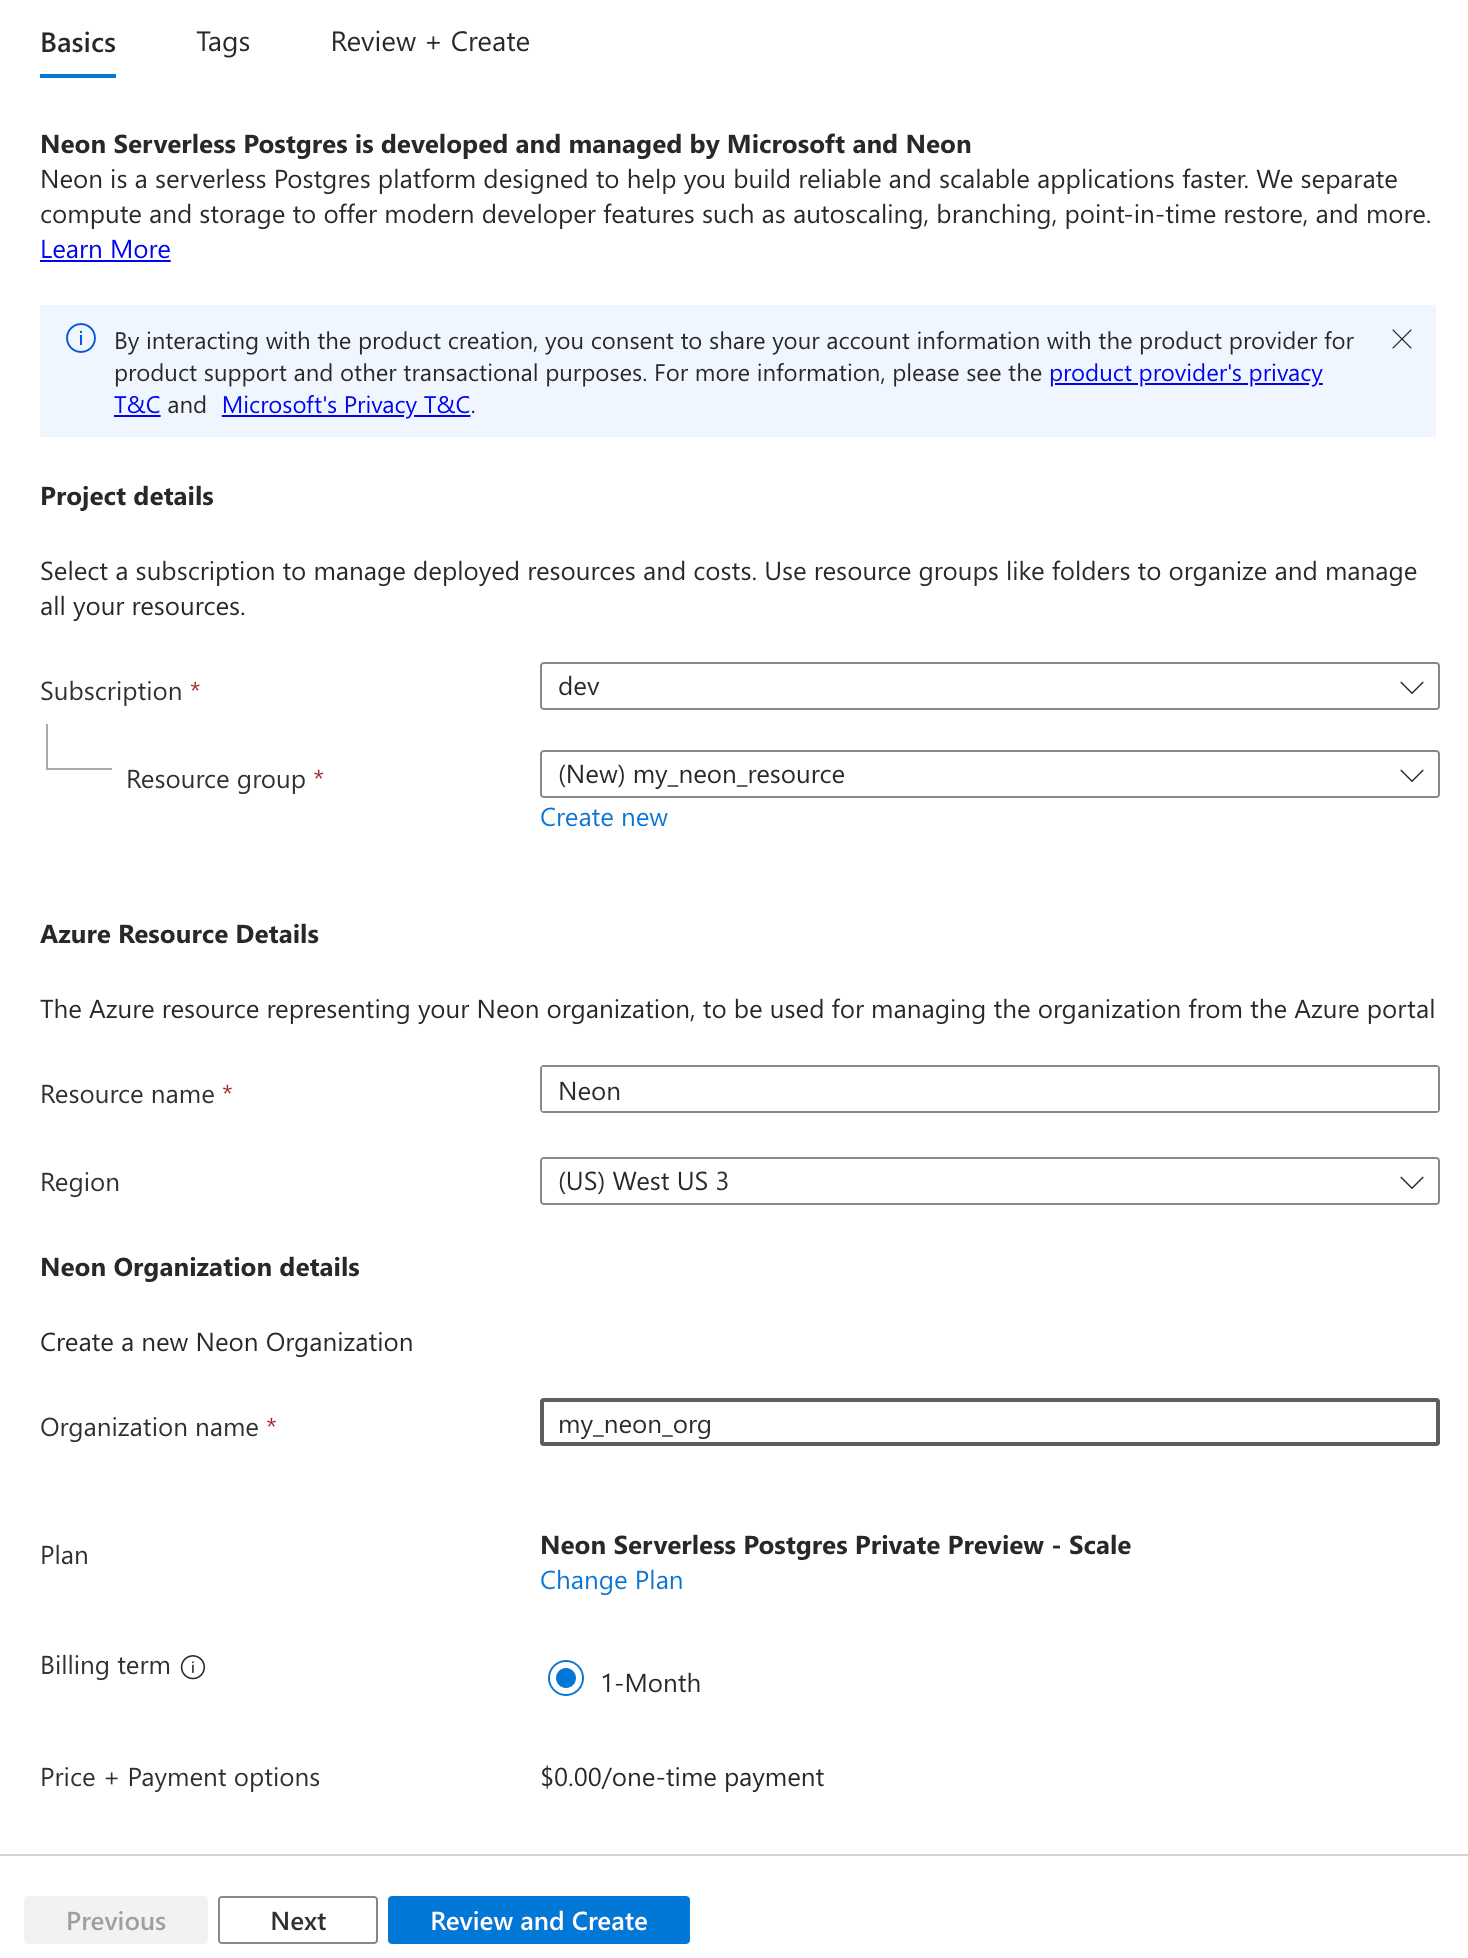 Basics Tags Review + Create
Neon Serverless Postgres is developed and managed by Microsoft and Neon
Neon is a serverless Postgres platform designed to help you build reliable and scalable applications faster. We separate
compute and storage to offer modern developer features such as autoscaling, branching, point-in-time restore, and more.
Learn More
By interacting with the product creation, you consent to share your account information with the product provider for
product support and other transactional purposes. For more information, please see the product provider's privacy
T&C and Microsoft's Privacy T&C.
Project details
Select a subscription to manage deployed resources and costs. Use resource groups like folders to organize and manage
all your resources.
Subscription * dev
Resource group * (New) my_neon_resource
Create new
Azure Resource Details
The Azure resource representing your Neon organization, to be used for managing the organization from the Azure portal
Resource name * Neon
Region (US) West US 3
Neon Organization details
Create a new Neon Organization
Organization name * my_neon_org
Plan Neon Serverless Postgres Private Preview - Scale
Change Plan
Billing term 1-Month
Price + Payment options $0.00/one-time payment
Previous Next Review and Create